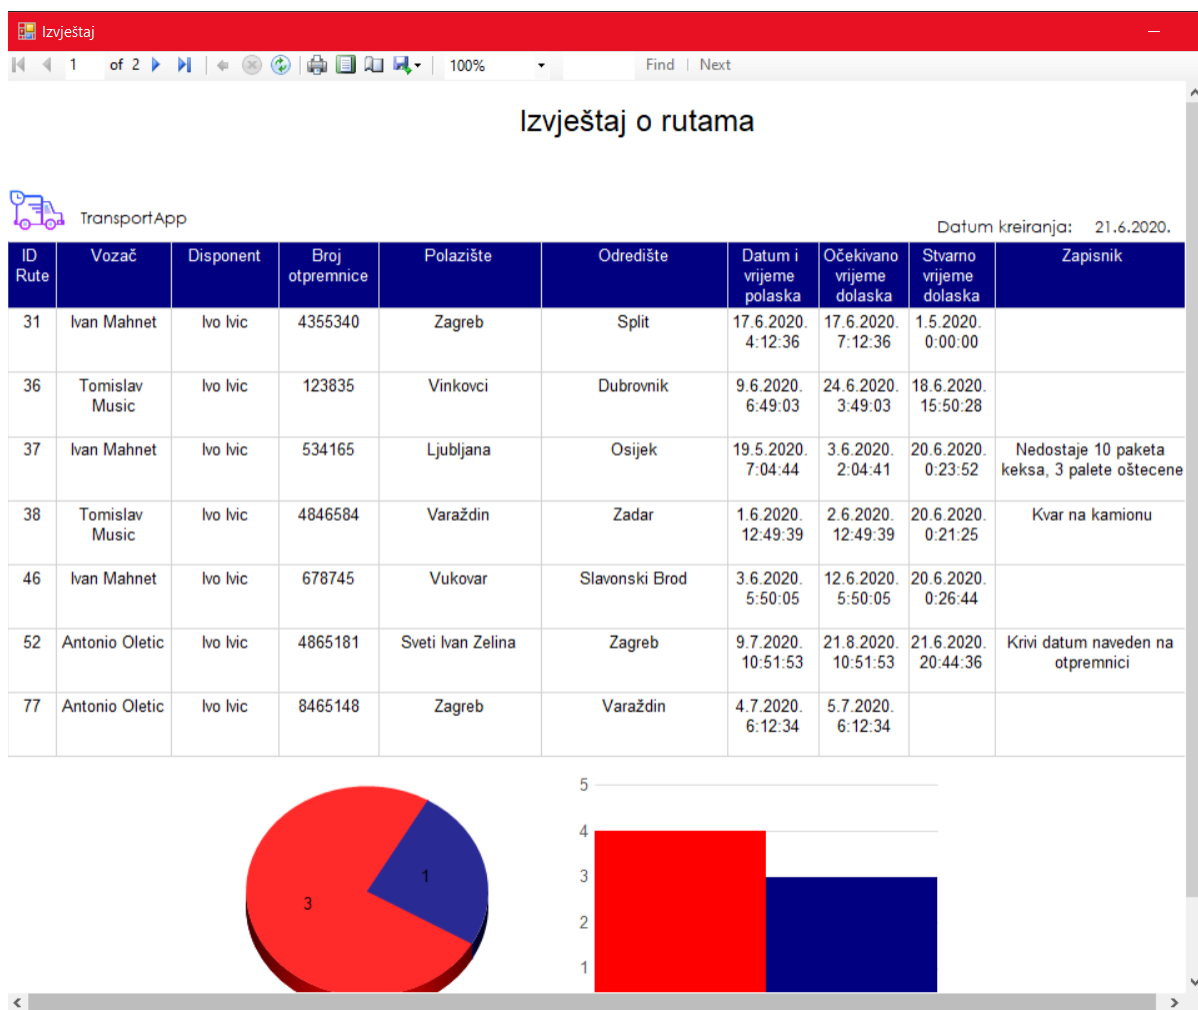 Izvještaj
1 of 2 100% Find | Next
Izvještaj o rutama
TransportApp
Datum kreiranja: 21.6.2020.
ID Rute Vozač Disponent Broj otpremnice Polazište Odredište Datum i vrijeme polaska Očekivano vrijeme dolaska Stvarno vrijeme dolaska Zapisnik
31 Ivan Mahnet Ivo Ivic 4355340 Zagreb Split 17.6.2020. 4:12:36 17.6.2020. 7:12:36 1.5.2020. 0:00:00
36 Tomislav Music Ivo Ivic 123835 Vinkovci Dubrovnik 9.6.2020. 6:49:03 24.6.2020. 3:49:03 18.6.2020. 15:50:28
37 Ivan Mahnet Ivo Ivic 534165 Ljubljana Osijek 19.5.2020. 7:04:44 3.6.2020. 2:04:41 20.6.2020. 0:23:52 Nedostaje 10 paketa keksa, 3 palete oštecene
38 Tomislav Music Ivo Ivic 4846584 Varaždin Zadar 1.6.2020. 12:49:39 2.6.2020. 12:49:39 20.6.2020. 0:21:25 Kvar na kamionu
46 Ivan Mahnet Ivo Ivic 678745 Vukovar Slavonski Brod 3.6.2020. 5:50:05 12.6.2020. 5:50:05 20.6.2020. 0:26:44
52 Antonio Oletic Ivo Ivic 4865181 Sveti Ivan Zelina Zagreb 9.7.2020. 10:51:53 21.8.2020. 10:51:53 21.6.2020. 20:44:36 Krivi datum naveden na otpremnici
77 Antonio Oletic Ivo Ivic 8465148 Zagreb Varaždin 4.7.2020. 6:12:34 5.7.2020. 6:12:34
1
3
5
4
3
2
1